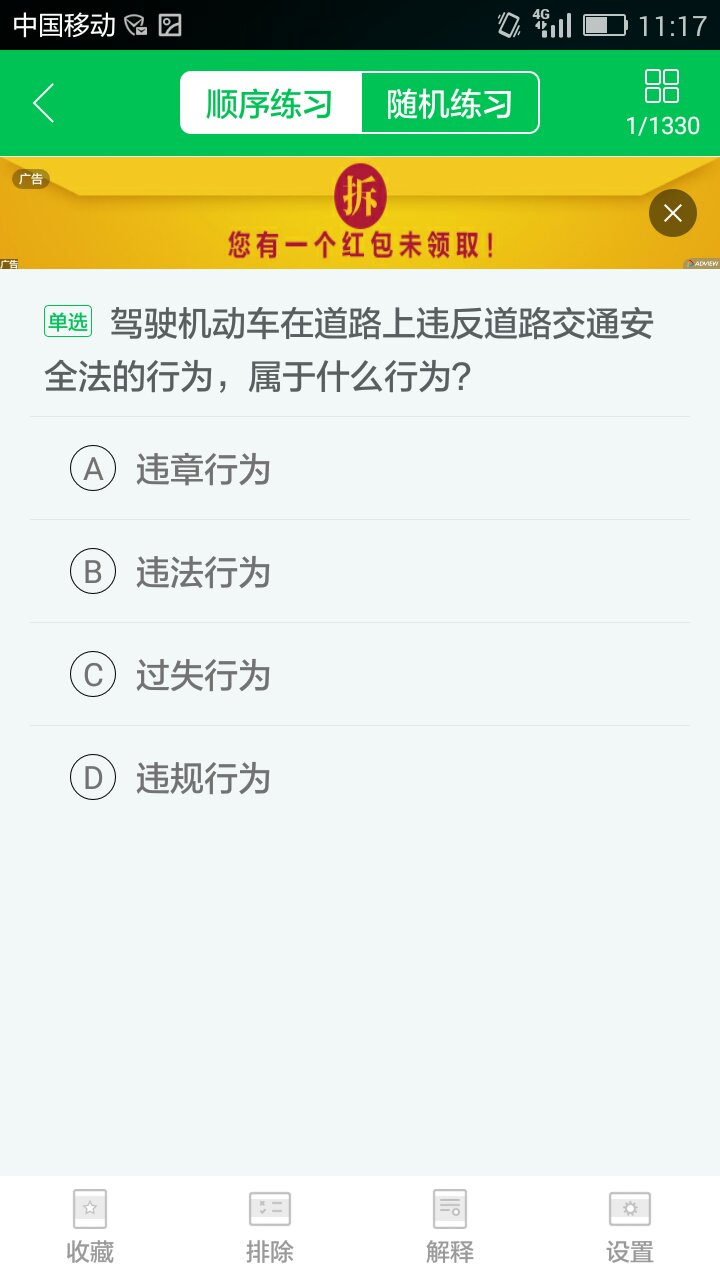 中国移动
4G
11:17
顺序练习
随机练习
1/1330
广告
拆
您有一个红包未领取!
广告
ADVIEW
单选 驾驶机动车在道路上违反道路交通安
全法的行为，属于什么行为?
A 违章行为
B 违法行为
C 过失行为
D 违规行为
收藏
排除
解释
设置